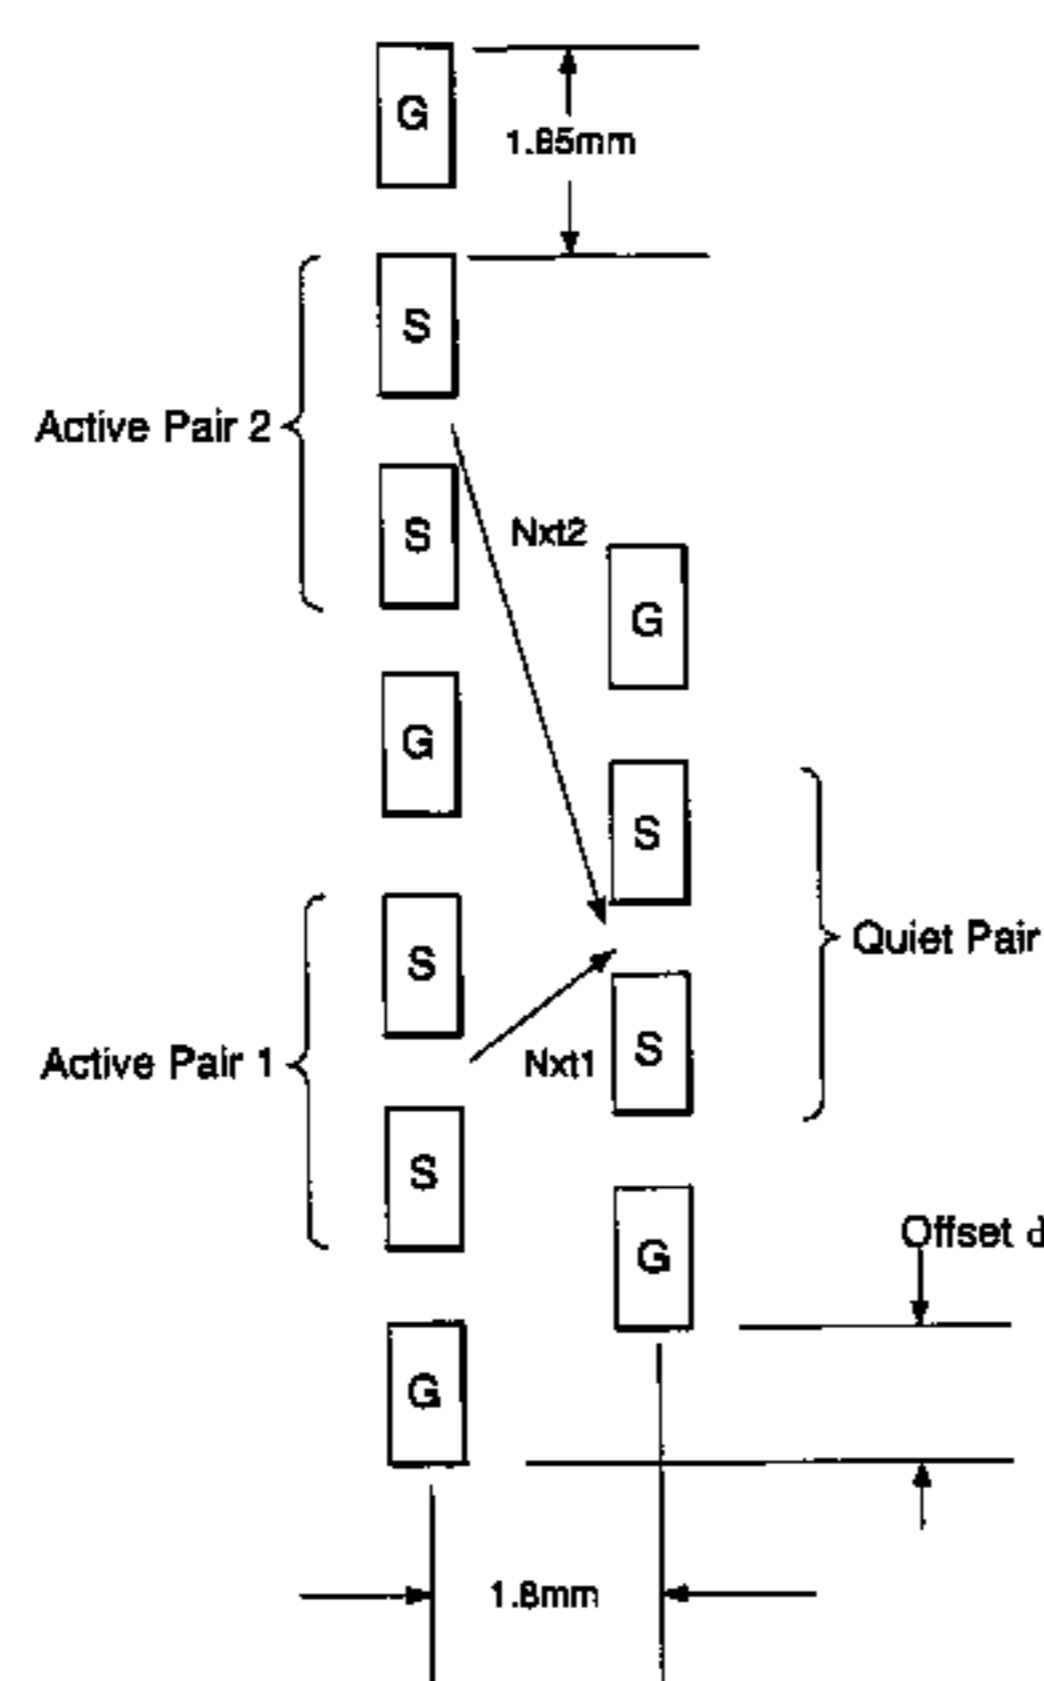 G
1.85mm
S
Active Pair 2
S
Nxt2
G
G
S
S
Quiet Pair
Active Pair 1
Nxt1
S
S
G
Offset d
G
1.8mm